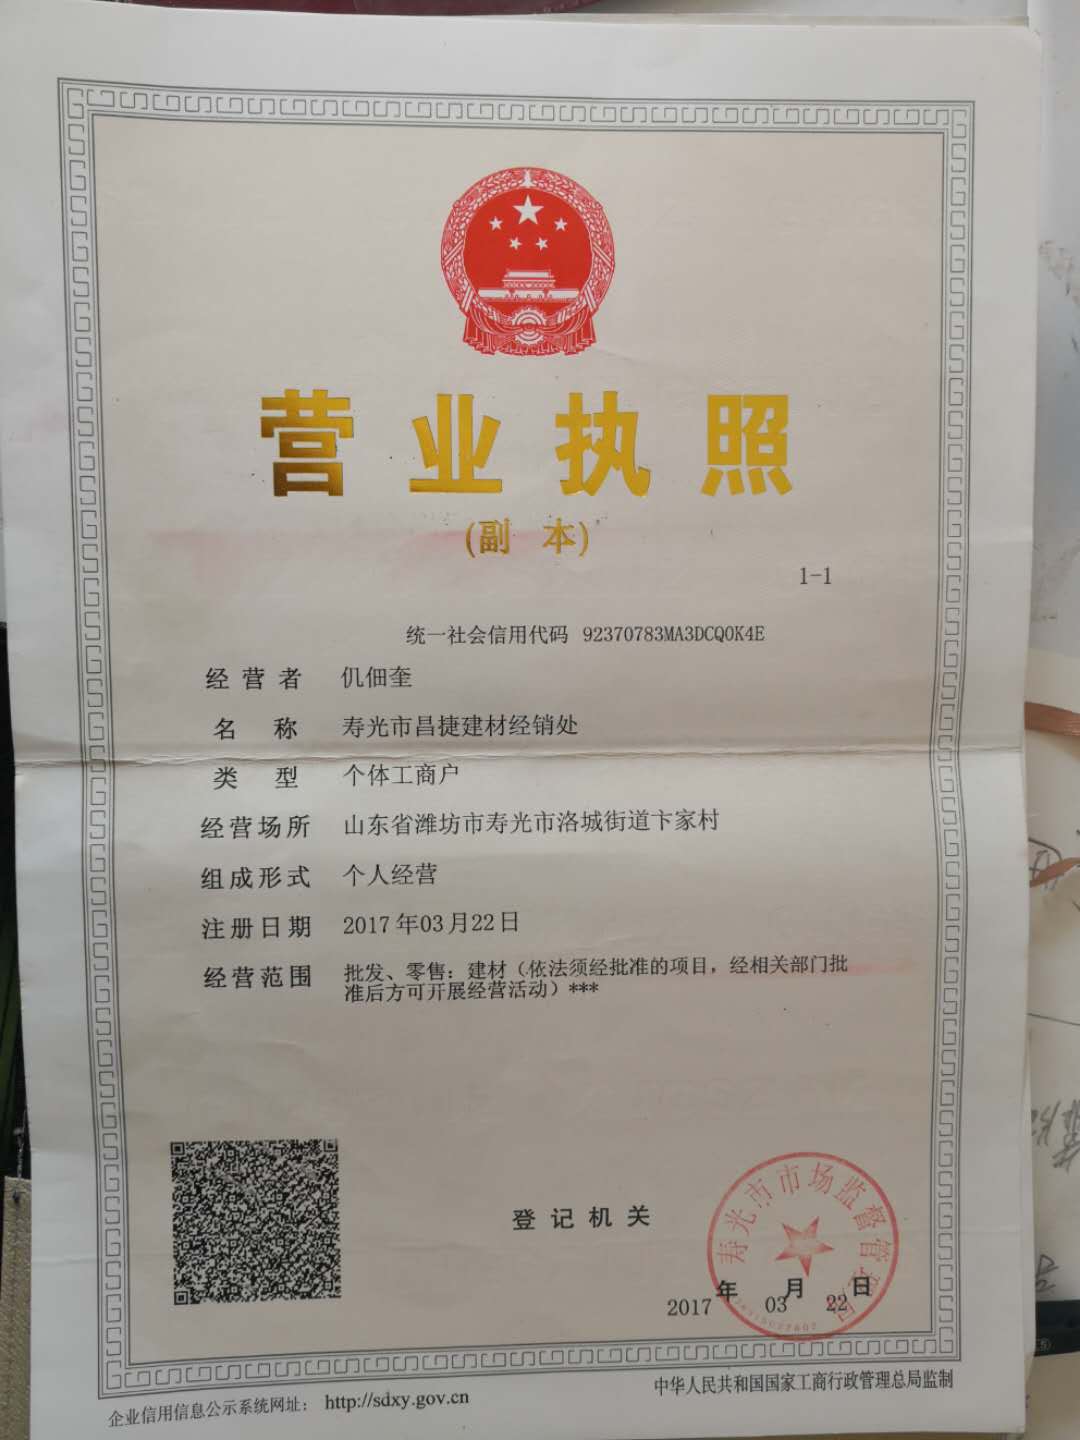 营业执照
(副 本)
1-1
统一社会信用代码 92370783MA3DCQ0K4E
经营者 仉佃奎
名称 寿光市昌捷建材经销处
类型 个体工商户
经营场所 山东省潍坊市寿光市洛城街道卞家村
组成形式 个人经营
注册日期 2017年03月22日
经营范围 批发、零售：建材（依法须经批准的项目，经相关部门批
准后方可开展经营活动）***
登记机关
寿光市市场监督管理局
2017年03月22日
企业信用信息公示系统网址： http://sdxy.gov.cn
中华人民共和国国家工商行政管理总局监制